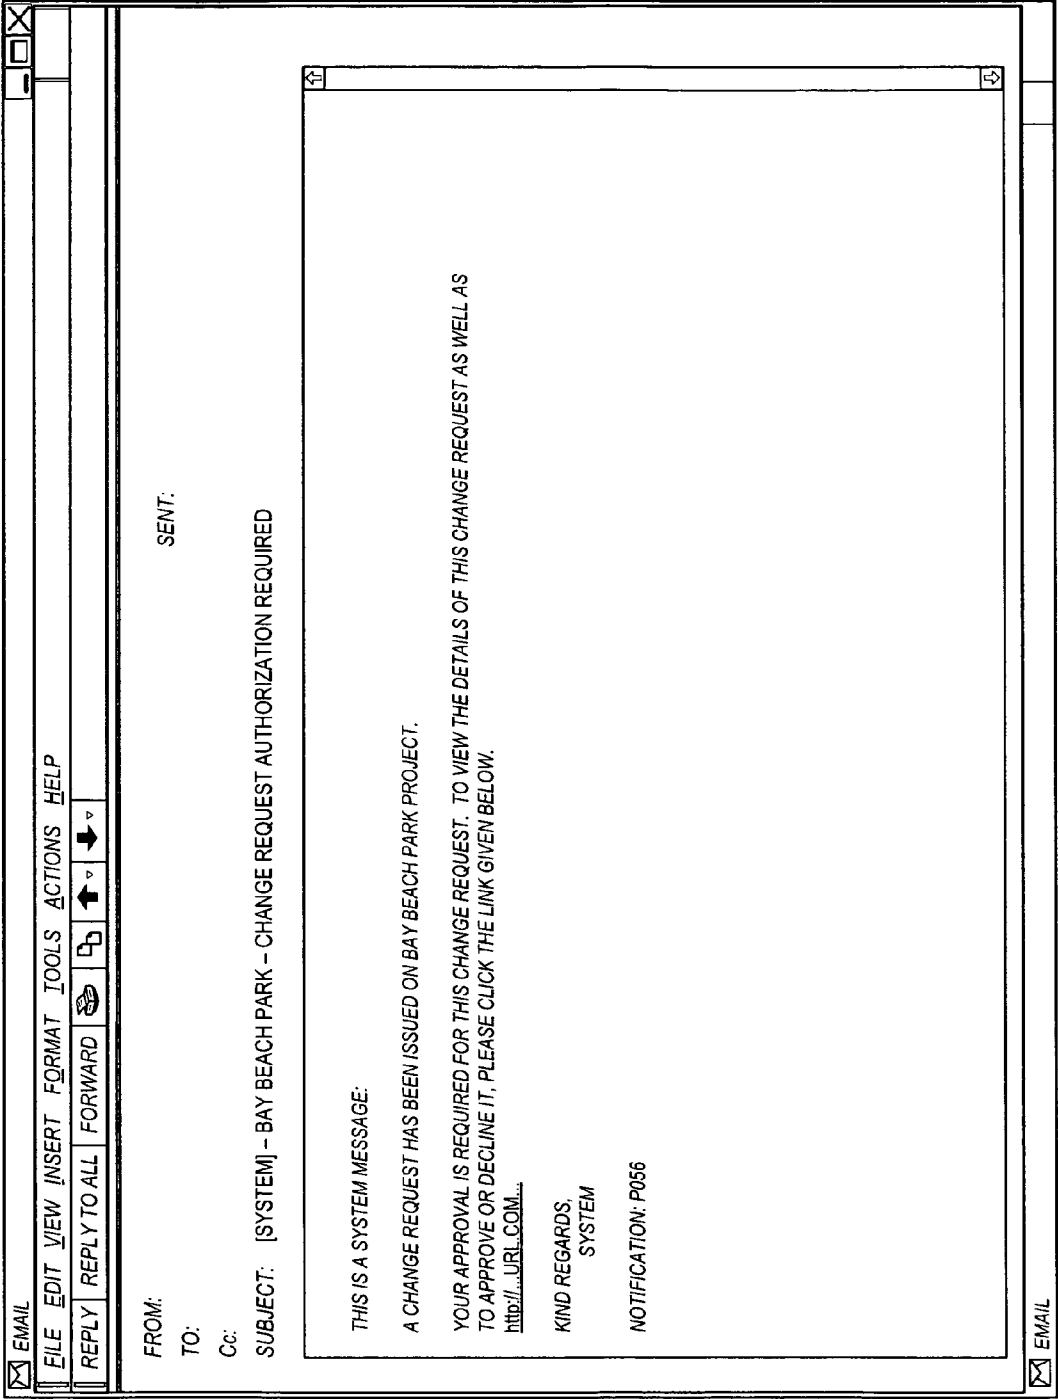 EMAIL
FILE EDIT VIEW INSERT FORMAT TOOLS ACTIONS HELP
REPLY REPLY TO ALL FORWARD
FROM:
SENT:
TO:
Cc:
SUBJECT: [SYSTEM] – BAY BEACH PARK – CHANGE REQUEST AUTHORIZATION REQUIRED
THIS IS A SYSTEM MESSAGE:
A CHANGE REQUEST HAS BEEN ISSUED ON BAY BEACH PARK PROJECT.
YOUR APPROVAL IS REQUIRED FOR THIS CHANGE REQUEST. TO VIEW THE DETAILS OF THIS CHANGE REQUEST AS WELL AS
TO APPROVE OR DECLINE IT, PLEASE CLICK THE LINK GIVEN BELOW.
http://...URL.COM...
KIND REGARDS,
SYSTEM
NOTIFICATION: P056
EMAIL